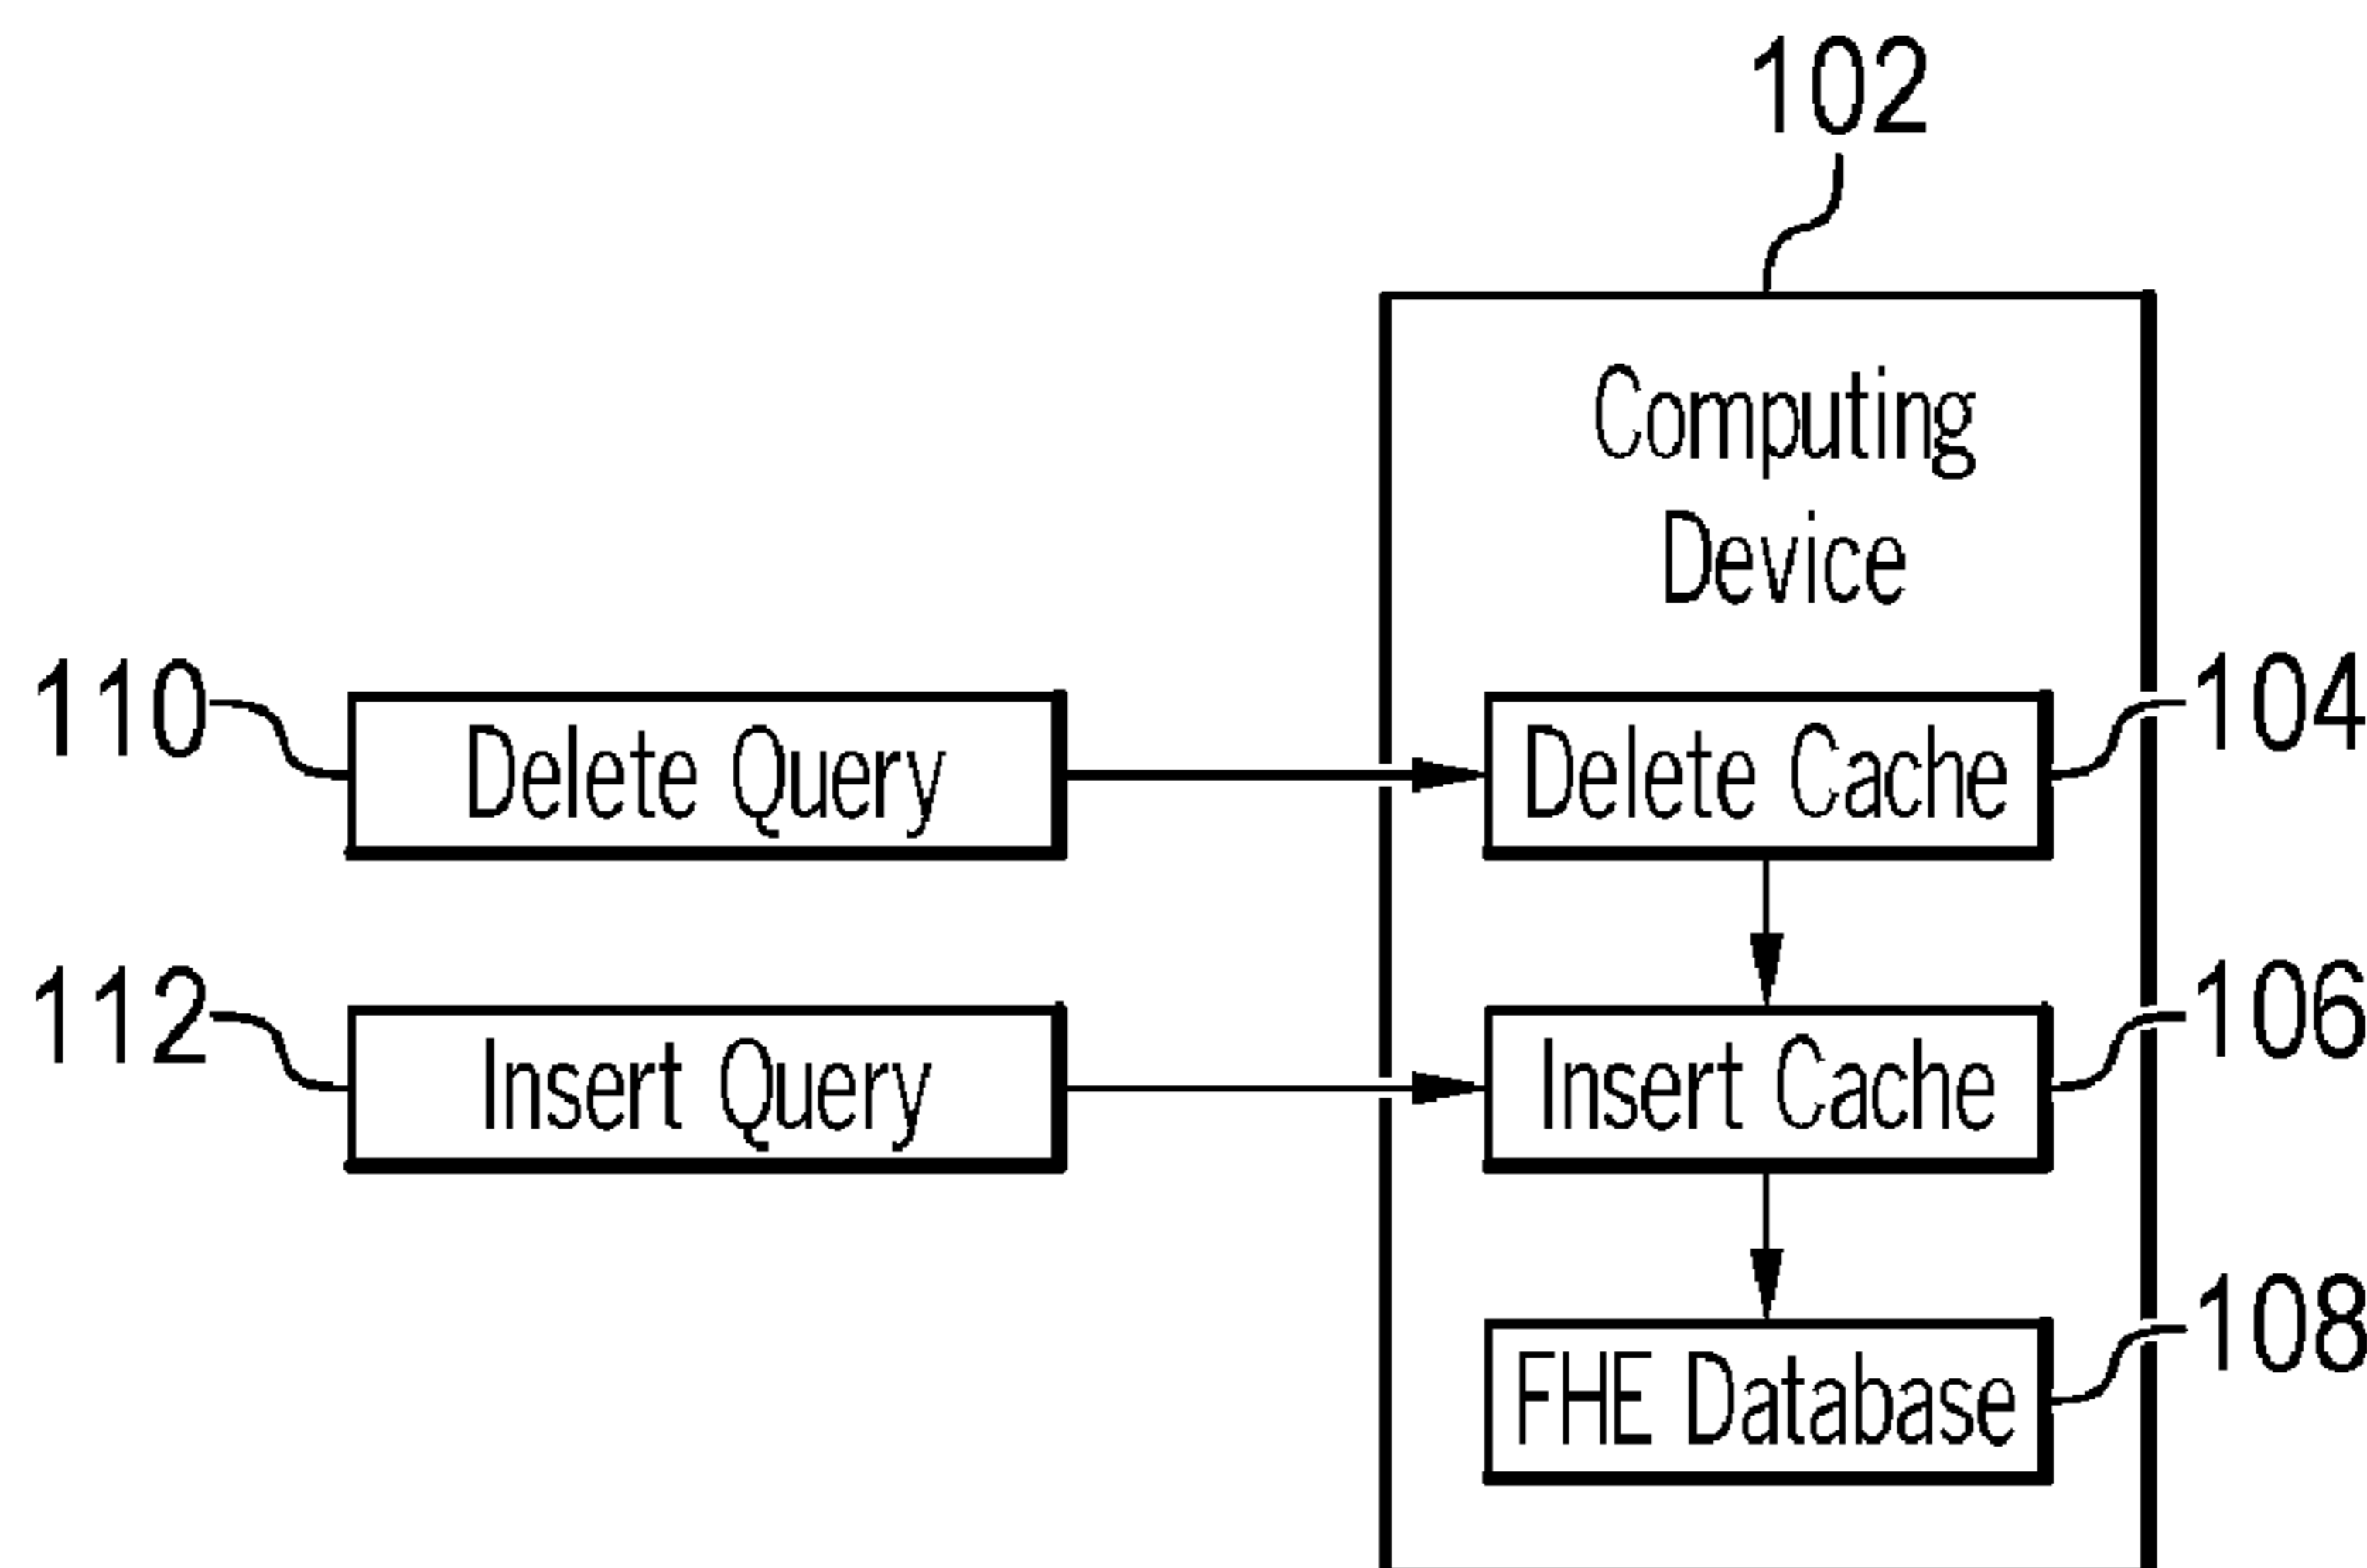 102
Computing
Device
110
Delete Query
Delete Cache
104
112
Insert Query
Insert Cache
106
FHE Database
108